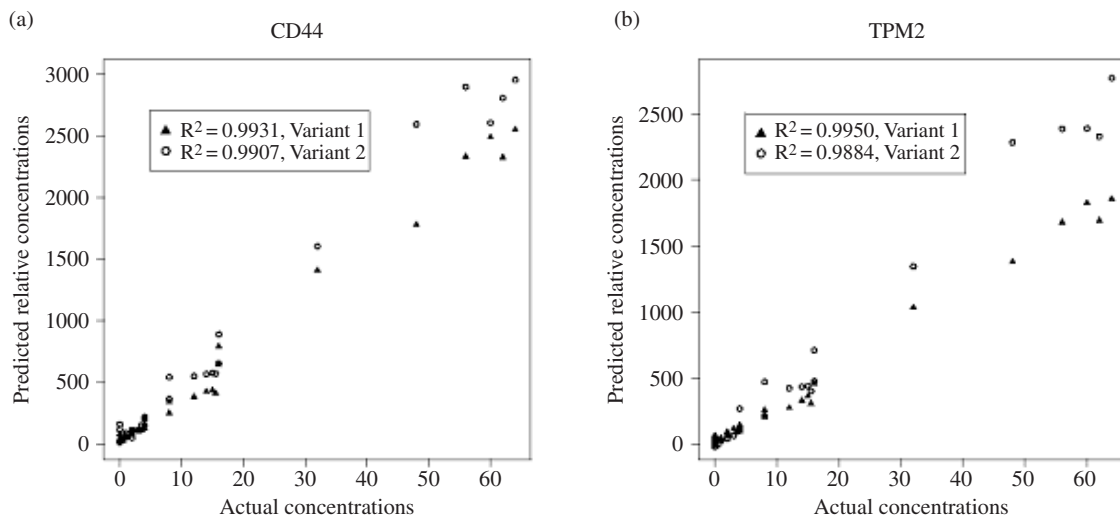 (a)
CD44
Predicted relative concentrations
3000
2500
2000
1500
1000
500
0
R² = 0.9931, Variant 1
R² = 0.9907, Variant 2
0 10 20 30 40 50 60
Actual concentrations
(b)
TPM2
Predicted relative concentrations
2500
2000
1500
1000
500
0
R² = 0.9950, Variant 1
R² = 0.9884, Variant 2
0 10 20 30 40 50 60
Actual concentrations